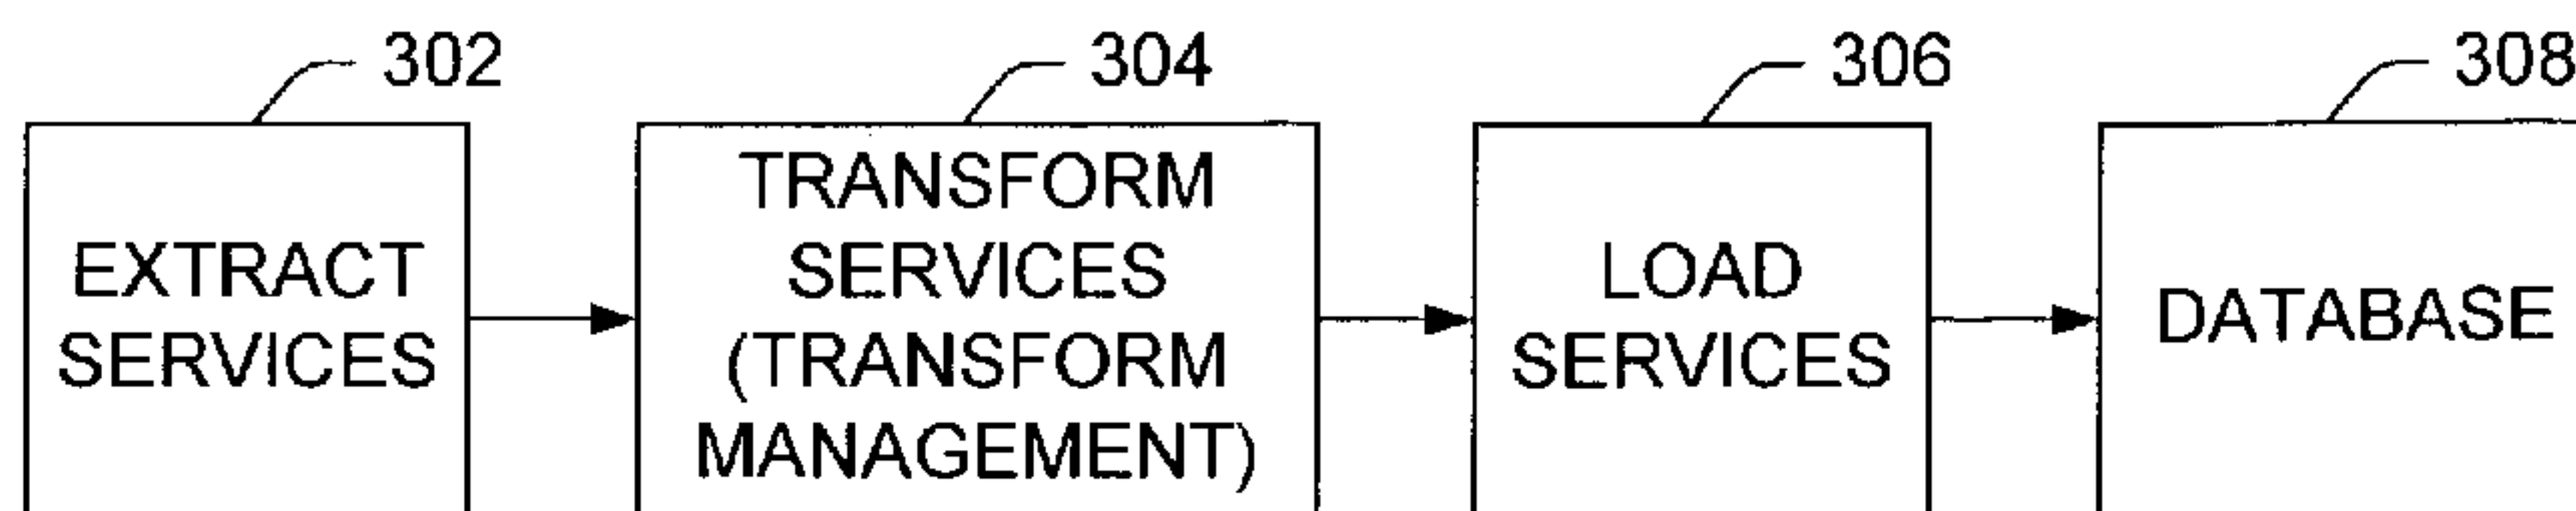 302
304
306
308
EXTRACT
SERVICES
TRANSFORM
SERVICES
(TRANSFORM
MANAGEMENT)
LOAD
SERVICES
DATABASE